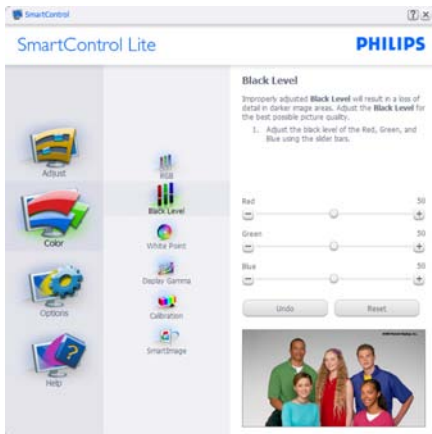 SmartControl
SmartControl Lite
PHILIPS
Adjust
Color
Options
Help
RGB
Black Level
White Point
Display Gamma
Calibration
SmartImage
Black Level
Improperly adjusted Black Level will result in a loss of
detail in darker image areas. Adjust the Black Level for
the best possible picture quality.
1. Adjust the black level of the Red, Green, and
Blue using the slider bars.
Red 50
Green 50
Blue 50
Undo Reset